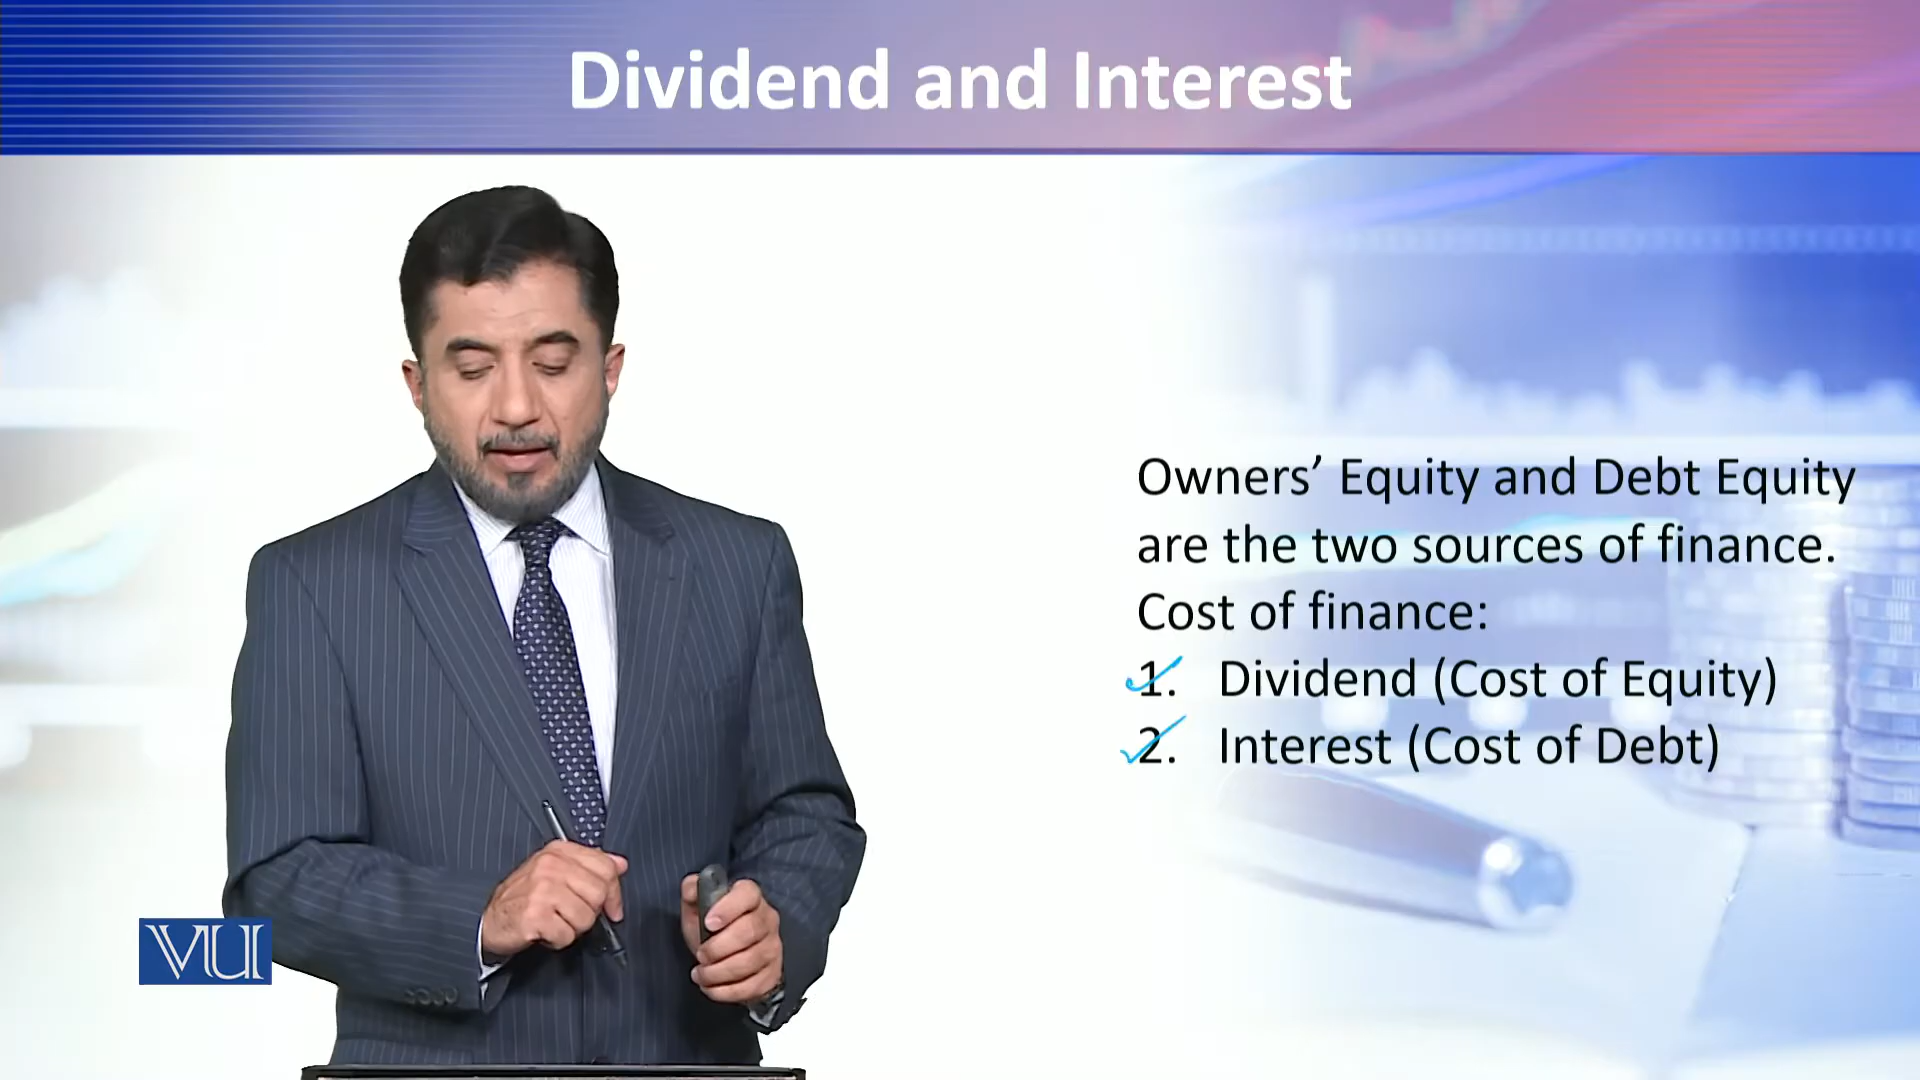 Dividend and Interest
Owners’ Equity and Debt Equity
are the two sources of finance.
Cost of finance:
1. Dividend (Cost of Equity)
2. Interest (Cost of Debt)
VU